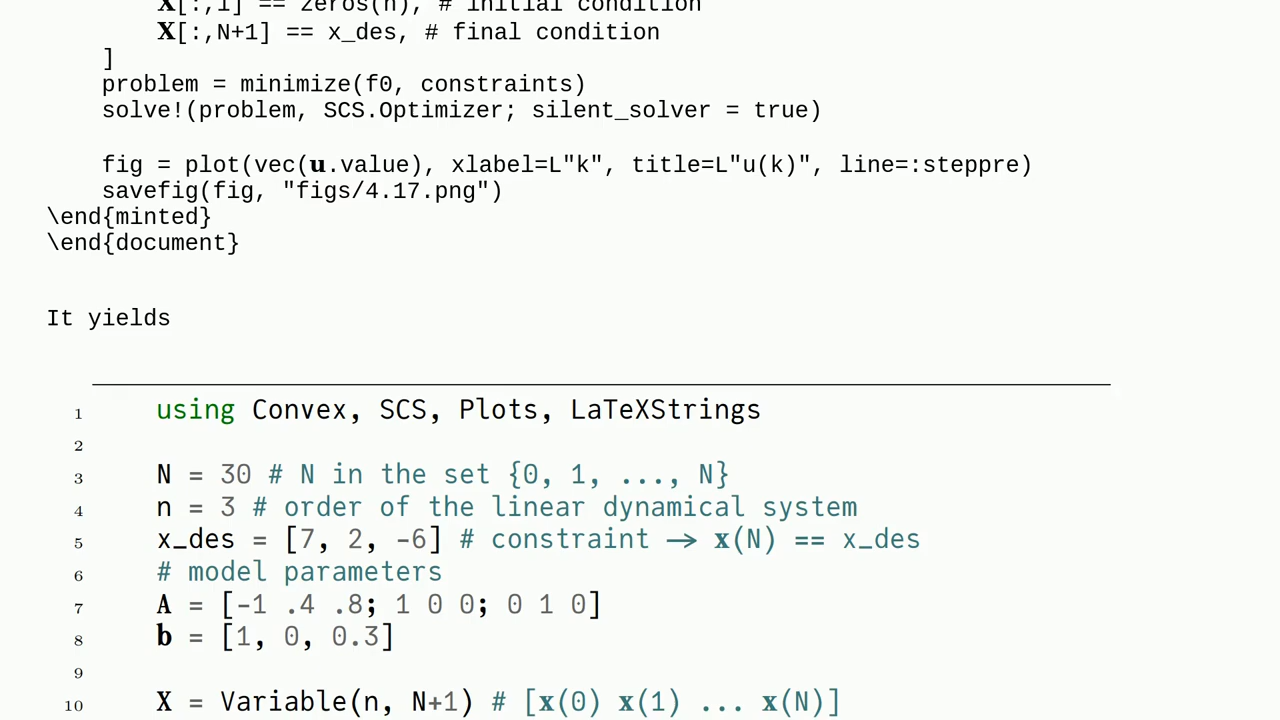 𝐗[:,1] == zeros(n), # initial condition
𝐗[:,N+1] == x_des, # final condition
]
problem = minimize(f0, constraints)
solve!(problem, SCS.Optimizer; silent_solver = true)
fig = plot(vec(𝐮.value), xlabel=L"k", title=L"u(k)", line=:steppre)
savefig(fig, "figs/4.17.png")
\end{minted}
\end{document}
It yields
1 using Convex, SCS, Plots, LaTeXStrings
2
3 N = 30 # N in the set {0, 1, ..., N}
4 n = 3 # order of the linear dynamical system
5 x_des = [7, 2, -6] # constraint → 𝐱(N) == x_des
6 # model parameters
7 𝐀 = [-1 .4 .8; 1 0 0; 0 1 0]
8 𝐛 = [1, 0, 0.3]
9
10 𝐗 = Variable(n, N+1) # [𝐱(0) 𝐱(1) ... 𝐱(N)]